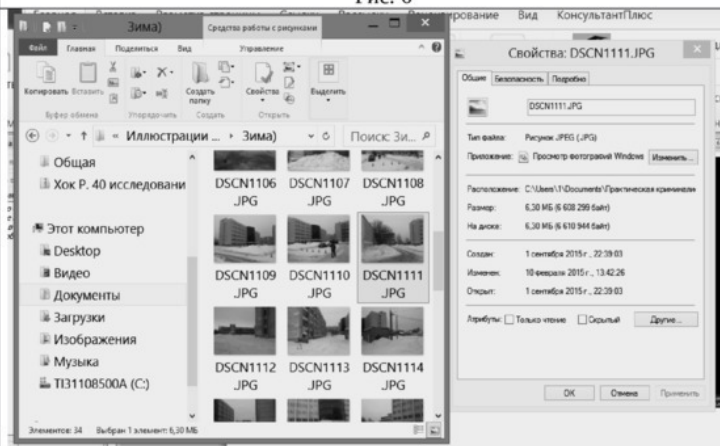 Рис. 6
Вид КонсультантПлюс
Зима)
Средства работы с рисунками
Файл Главная Поделиться Вид Управление
Копировать Вставить
Создать папку
Свойства
Выделить
Буфер обмена Упорядочить Создать Открыть
« Иллюстрации ... › Зима)
Поиск: Зи...
Общая
Хок Р. 40 исследовани
Этот компьютер
Desktop
Видео
Документы
Загрузки
Изображения
Музыка
TI31108500A (C:)
DSCN1106 .JPG
DSCN1107 .JPG
DSCN1108 .JPG
DSCN1109 .JPG
DSCN1110 .JPG
DSCN1111 .JPG
DSCN1112 .JPG
DSCN1113 .JPG
DSCN1114 .JPG
Элементов: 34 Выбран 1 элемент: 6,30 МБ
Свойства: DSCN1111.JPG
Общие Безопасность Подробно
DSCN1111.JPG
Тип файла: Рисунок JPEG (.JPG)
Приложение: Просмотр фотографий Windows Изменить...
Расположение: C:\Users\1\Documents\Практическая криминали
Размер: 6,30 МБ (6 608 299 байт)
На диске: 6,30 МБ (6 610 944 байт)
Создан: 1 сентября 2015 г., 22:39:03
Изменен: 10 февраля 2015 г., 13:42:26
Открыт: 1 сентября 2015 г., 22:39:03
Атрибуты: Только чтение Скрытый Другие...
OK Отмена Применить